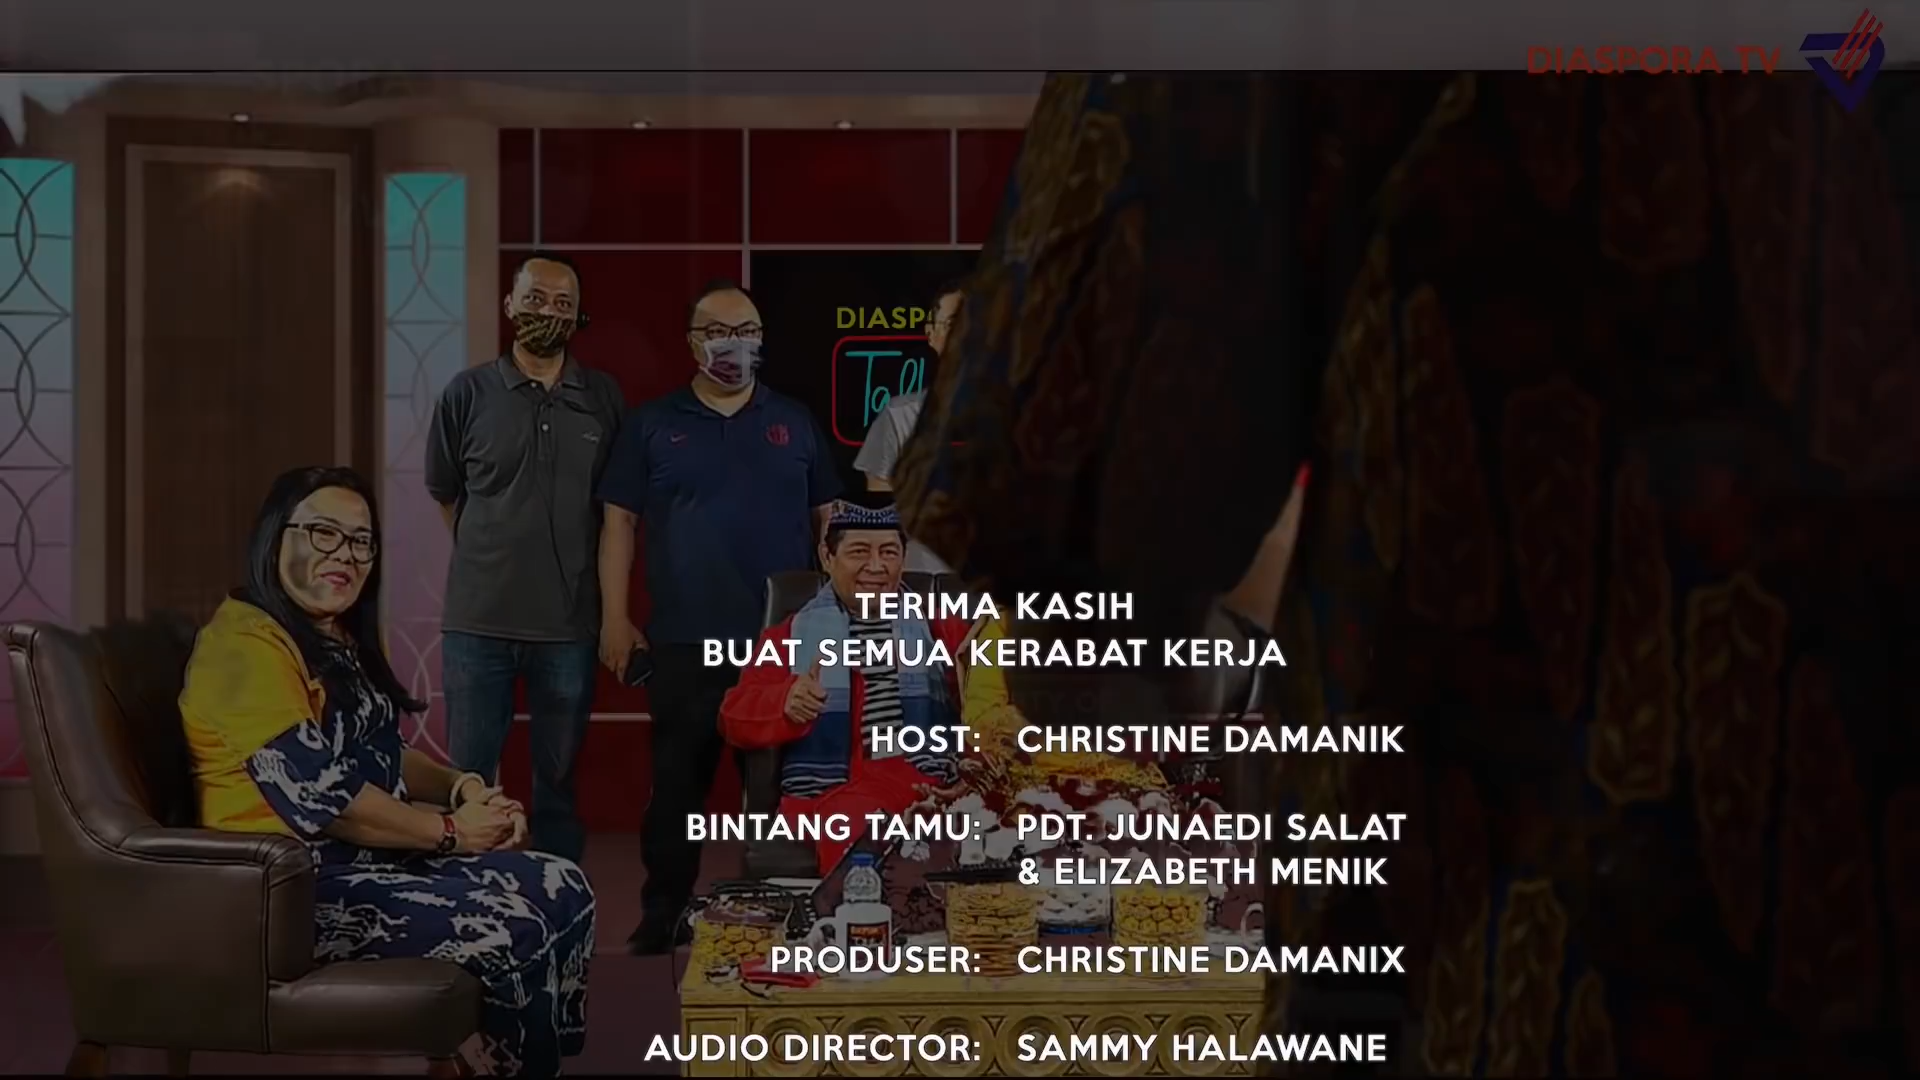 DIASPORA TV
DIASP
TERIMA KASIH
BUAT SEMUA KERABAT KERJA
HOST: CHRISTINE DAMANIK
BINTANG TAMU: PDT. JUNAEDI SALAT
& ELIZABETH MENIK
PRODUSER: CHRISTINE DAMANIX
AUDIO DIRECTOR: SAMMY HALAWANE